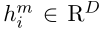 h_i^m ∈ R^D